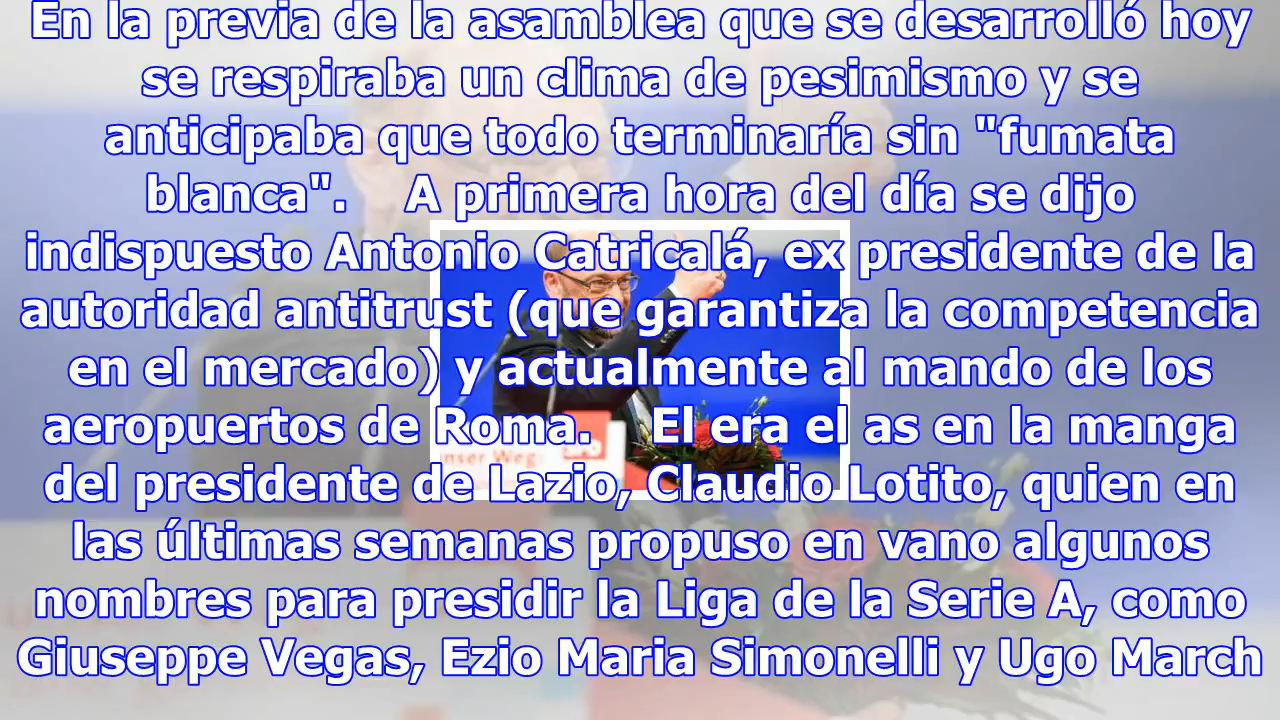 En la previa de la asamblea que se desarrolló hoy
se respiraba un clima de pesimismo y se
anticipaba que todo terminaría sin "fumata
blanca".    A primera hora del día se dijo
indispuesto Antonio Catricalá, ex presidente de la
autoridad antitrust (que garantiza la competencia
en el mercado) y actualmente al mando de los
aeropuertos de Roma.    El era el as en la manga
del presidente de Lazio, Claudio Lotito, quien en
las últimas semanas propuso en vano algunos
nombres para presidir la Liga de la Serie A, como
Giuseppe Vegas, Ezio Maria Simonelli y Ugo March
nser Weg